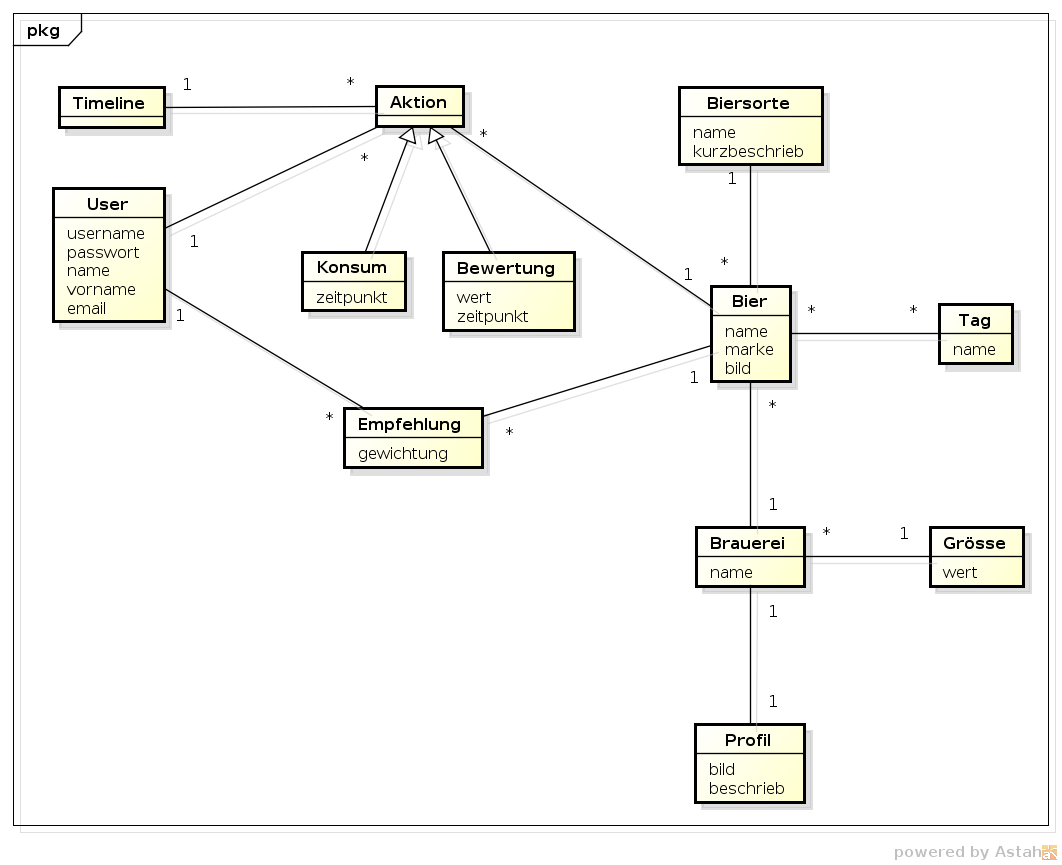 pkg
Timeline
1
*
Aktion
*
*
1
User
username
passwort
name
vorname
email
1
Konsum
zeitpunkt
Bewertung
wert
zeitpunkt
Biersorte
name
kurzbeschrieb
1
*
1
Bier
name
marke
bild
*
*
Tag
name
*
Empfehlung
gewichtung
*
1
*
1
Brauerei
name
*
1
Grösse
wert
1
1
Profil
bild
beschrieb
powered by Astah